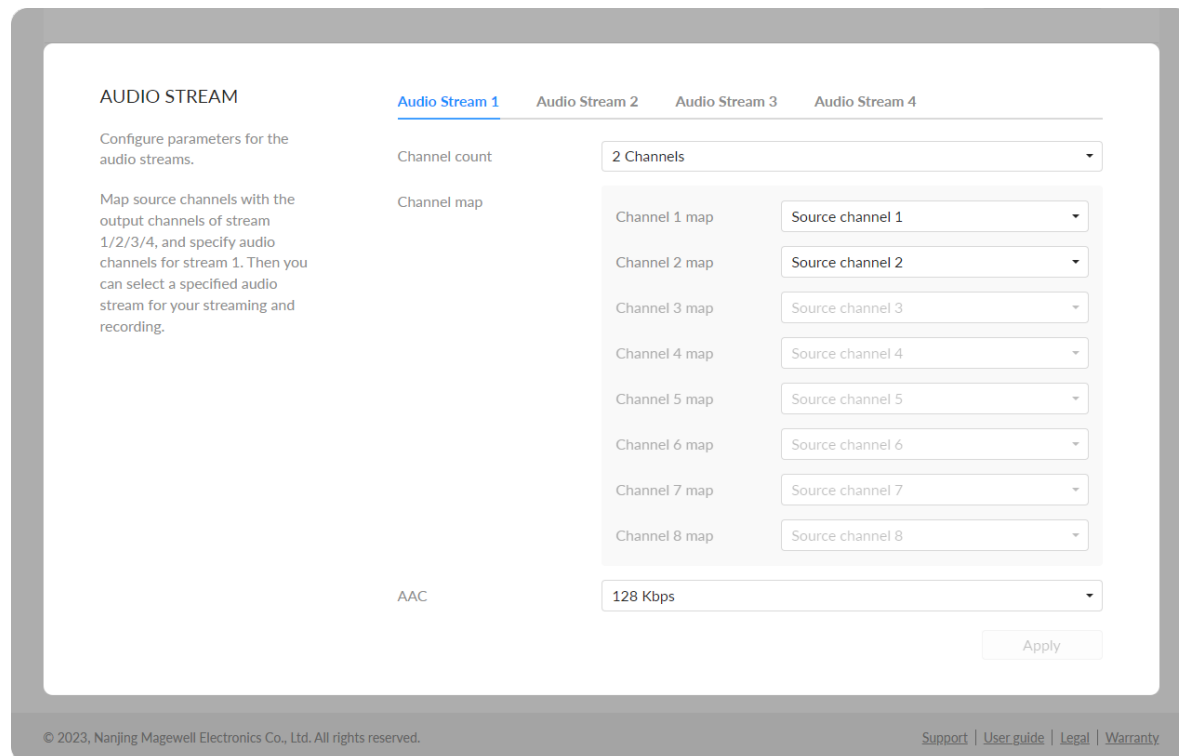 AUDIO STREAM
Configure parameters for the
audio streams.
Map source channels with the
output channels of stream
1/2/3/4, and specify audio
channels for stream 1. Then you
can select a specified audio
stream for your streaming and
recording.
Audio Stream 1 Audio Stream 2 Audio Stream 3 Audio Stream 4
Channel count 2 Channels
Channel map
Channel 1 map Source channel 1
Channel 2 map Source channel 2
Channel 3 map Source channel 3
Channel 4 map Source channel 4
Channel 5 map Source channel 5
Channel 6 map Source channel 6
Channel 7 map Source channel 7
Channel 8 map Source channel 8
AAC 128 Kbps
Apply
© 2023, Nanjing Magewell Electronics Co., Ltd. All rights reserved. Support | User guide | Legal | Warranty